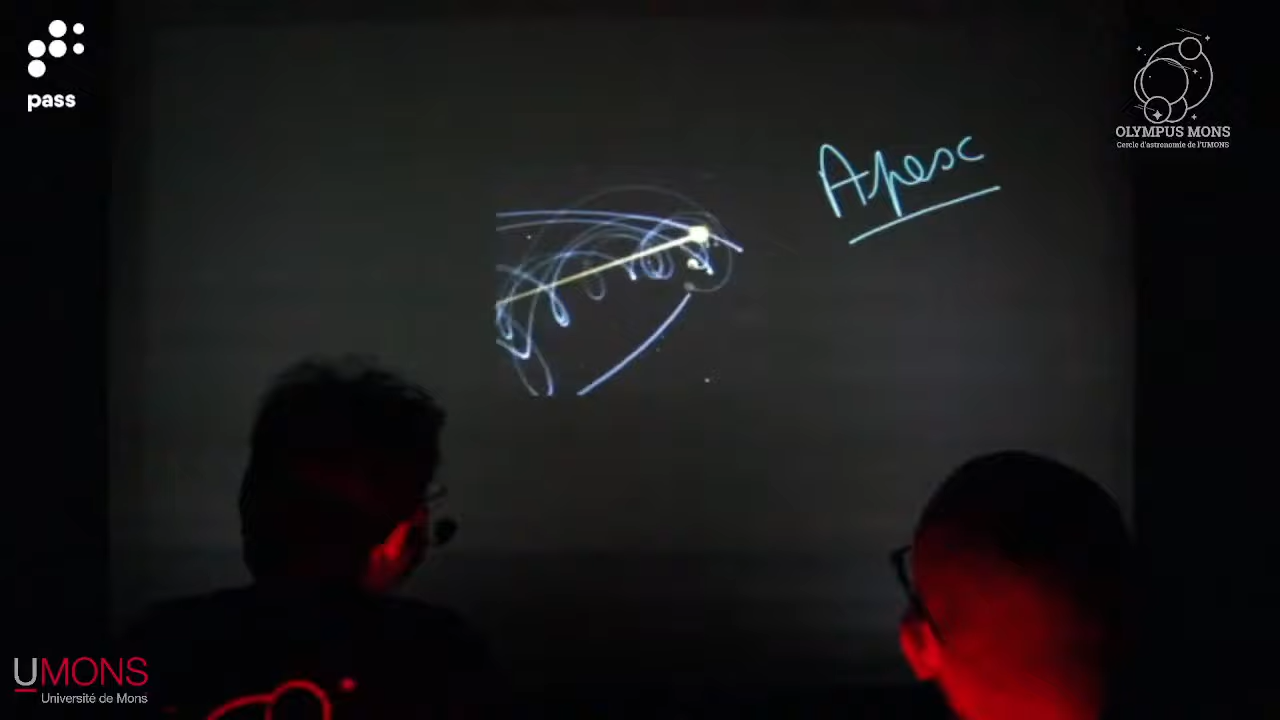 pass
OLYMPUS MONS
Cercle d'astronomie de l'UMONS
Apesc
UMONS
Université de Mons